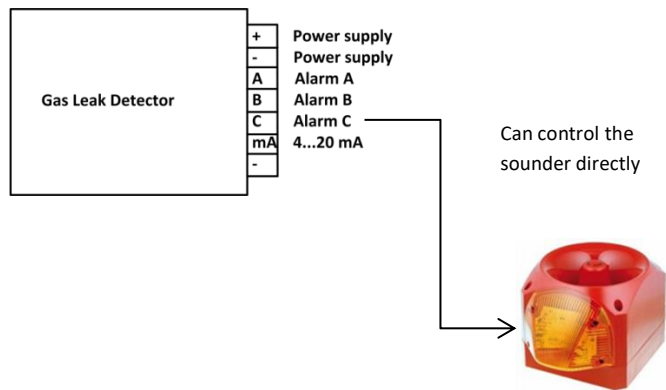 + Power supply
- Power supply
A Alarm A
Gas Leak Detector B Alarm B
C Alarm C
mA 4...20 mA
-
Can control the
sounder directly